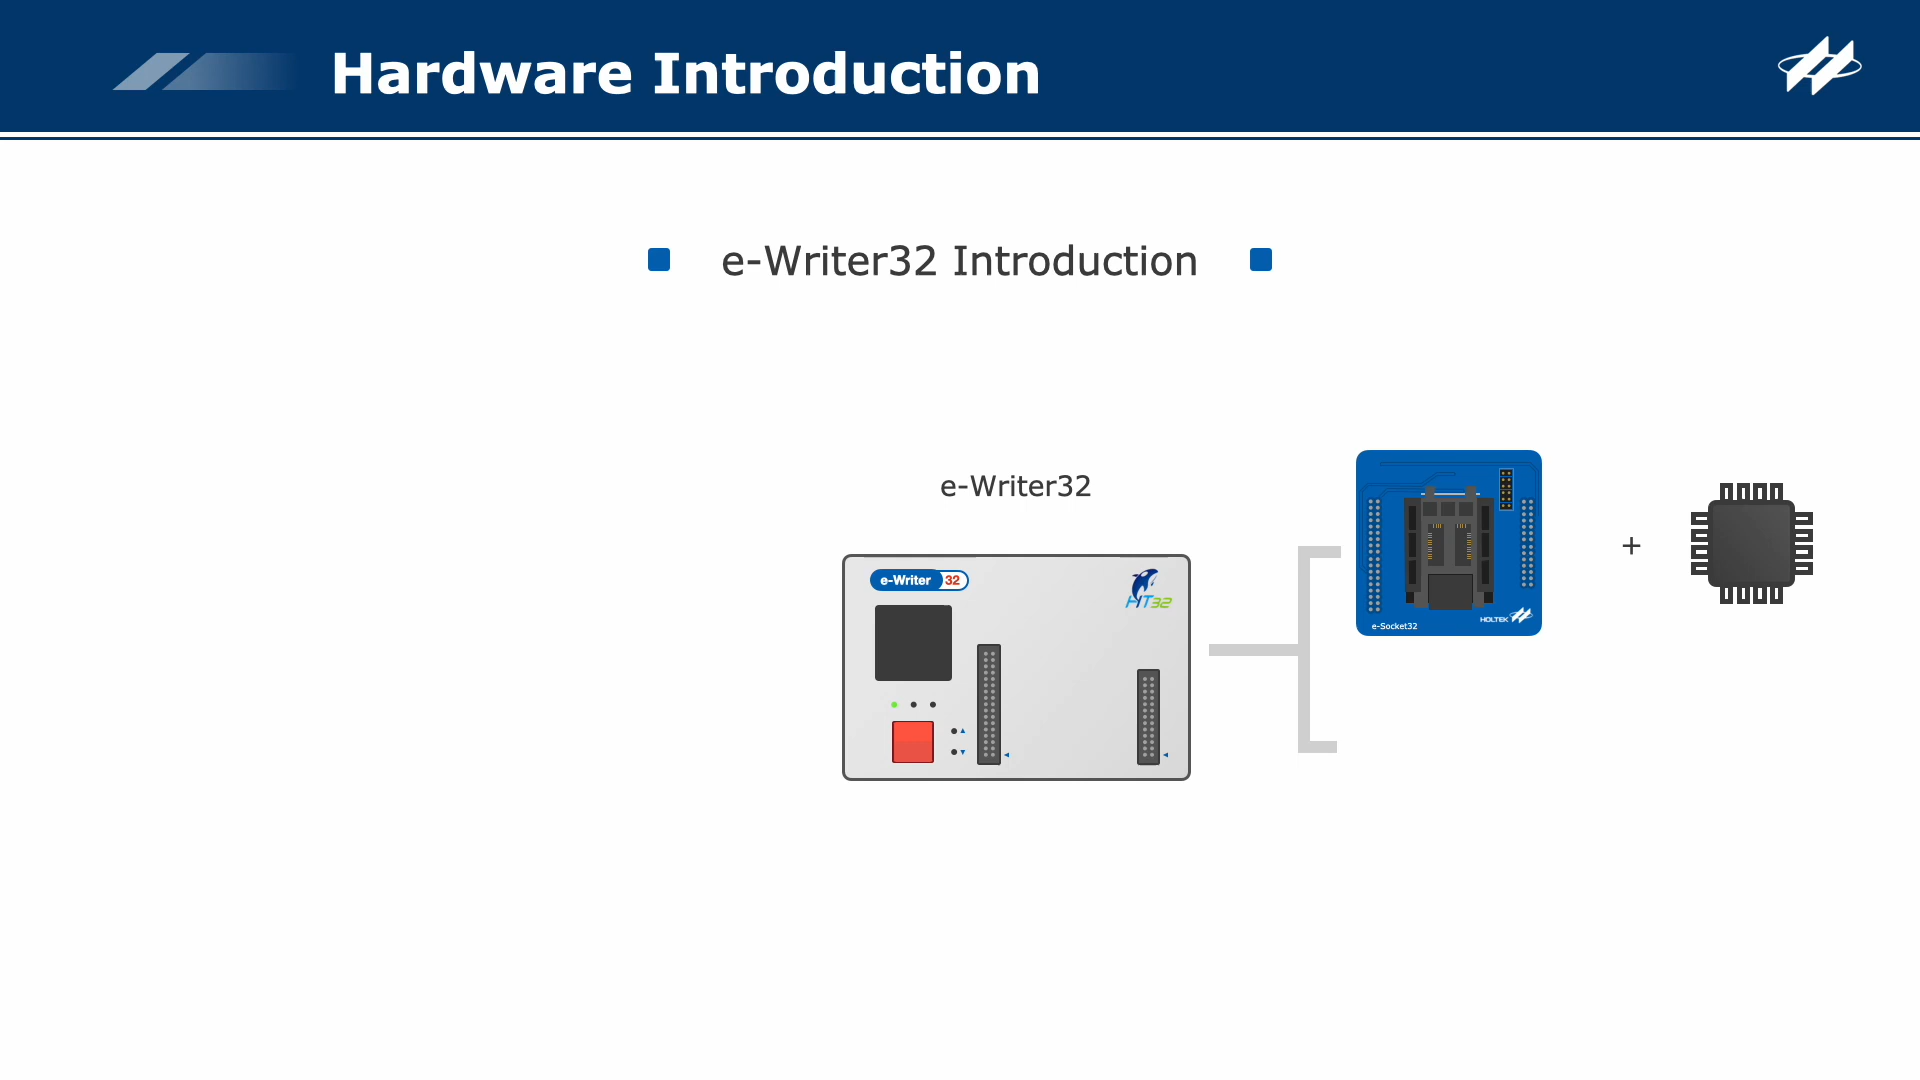 Hardware Introduction
e-Writer32 Introduction
e-Writer32
e-Writer 32
HT32
e-Socket32
HOLTEK
+